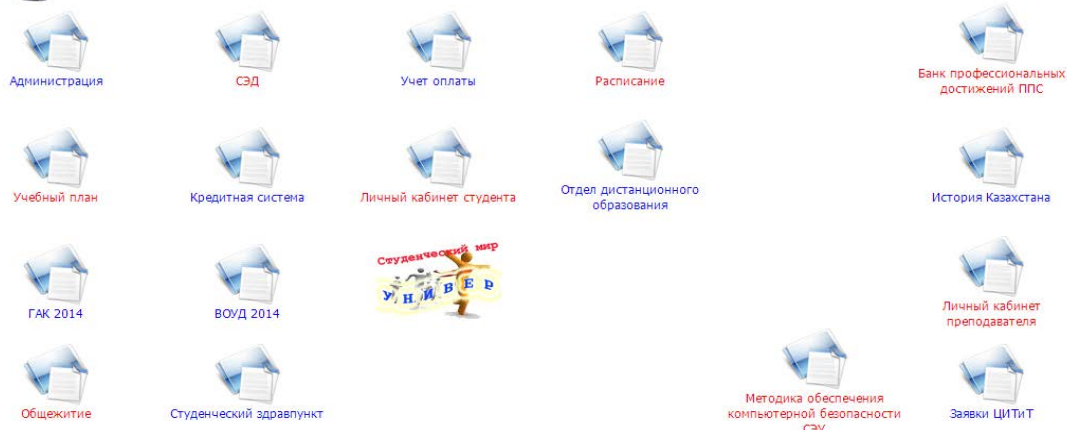 Администрация
СЭД
Учет оплаты
Расписание
Банк профессиональных
достижений ППС
Учебный план
Кредитная система
Личный кабинет студента
Отдел дистанционного
образования
История Казахстана
ГАК 2014
ВОУД 2014
Студенческий мир
УНИВЕР
Личный кабинет
преподавателя
Общежитие
Студенческий здравпункт
Методика обеспечения
компьютерной безопасности
СЭУ
Заявки ЦИТиТ